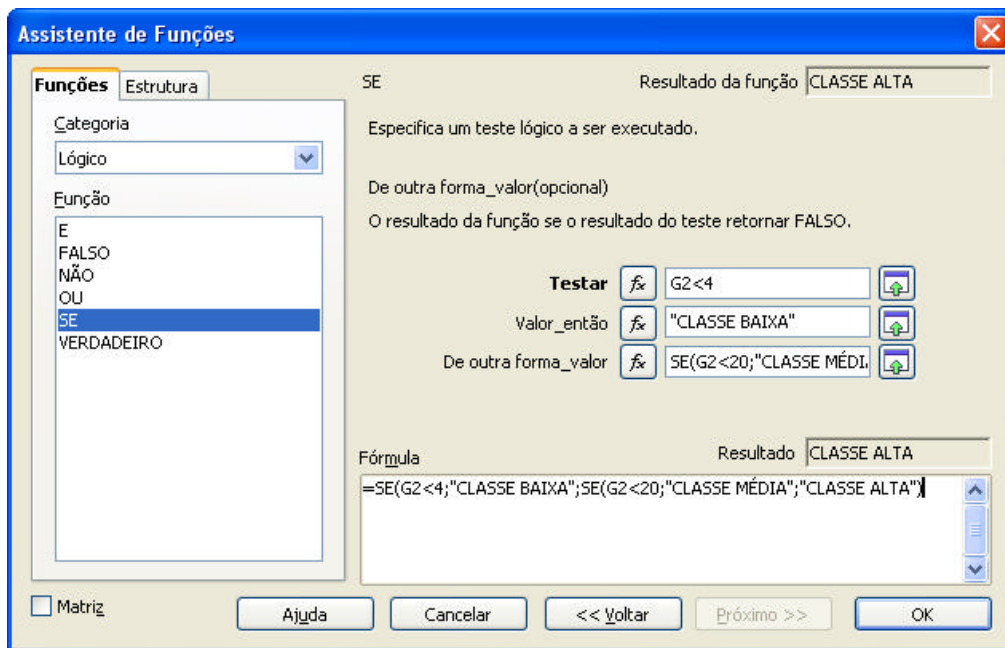 Assistente de Funções
Funções Estrutura
Categoria
Lógico
Função
E
FALSO
NÃO
OU
SE
VERDADEIRO
Matriz
SE Resultado da função CLASSE ALTA
Especifica um teste lógico a ser executado.
De outra forma_valor(opcional)
O resultado da função se o resultado do teste retornar FALSO.
Testar fx G2<4
Valor_então fx "CLASSE BAIXA"
De outra forma_valor fx SE(G2<20;"CLASSE MÉDI
Fórmula Resultado CLASSE ALTA
=SE(G2<4;"CLASSE BAIXA";SE(G2<20;"CLASSE MÉDIA";"CLASSE ALTA")
Ajuda Cancelar << Voltar Próximo >> OK